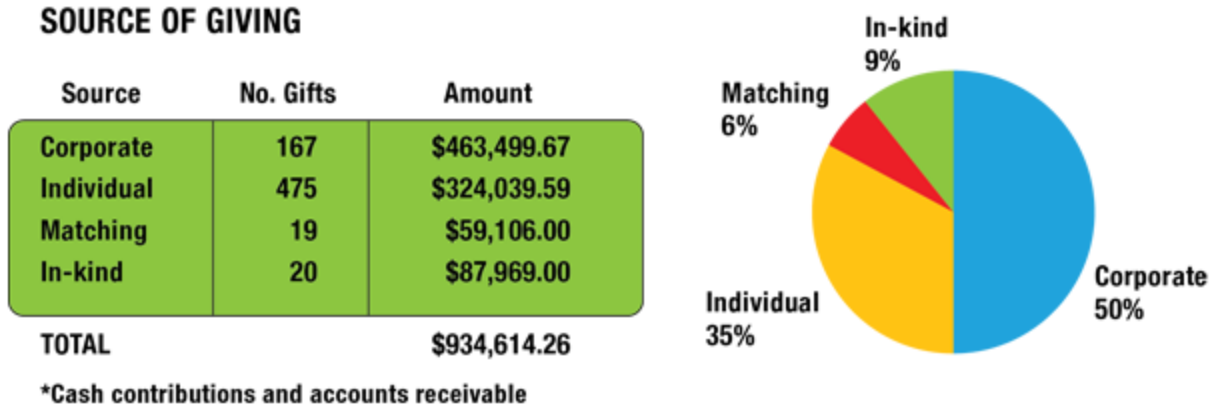 SOURCE OF GIVING
Source No. Gifts Amount
Corporate 167 $463,499.67
Individual 475 $324,039.59
Matching 19 $59,106.00
In-kind 20 $87,969.00
TOTAL $934,614.26
*Cash contributions and accounts receivable
In-kind
9%
Matching
6%
Individual
35%
Corporate
50%